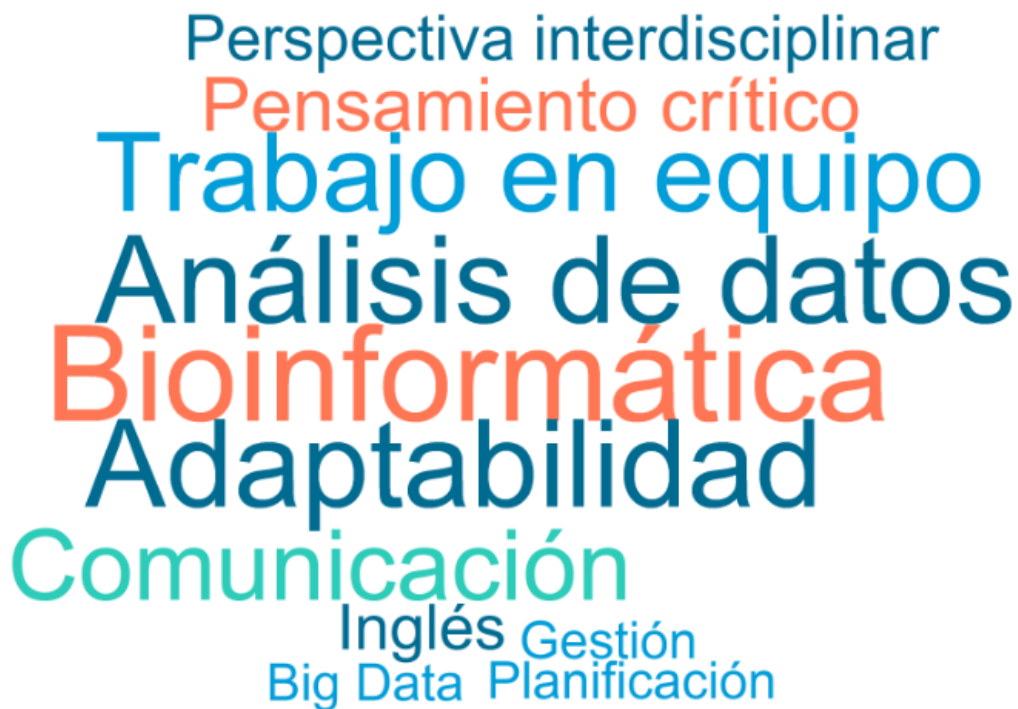 Perspectiva interdisciplinar
Pensamiento crítico
Trabajo en equipo
Análisis de datos
Bioinformática
Adaptabilidad
Comunicación
Inglés Gestión
Big Data Planificación